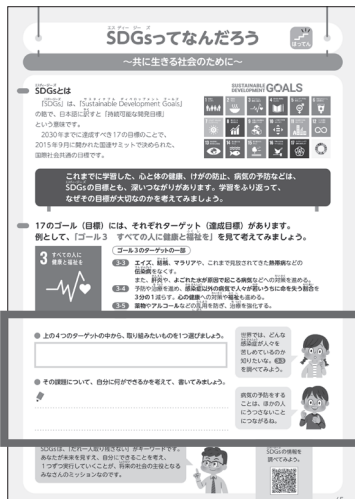 SDGsってなんだろう
はってん
～共に生きる社会のために～
SDGsとは
「SDGs」は、「Sustainable Development Goals」
の略で、日本語に訳すと「持続可能な開発目標」
という意味です。
2030年までに達成すべき17の目標のことで、
2015年9月に開かれた国連サミットで決められた、
国際社会共通の目標です。
SUSTAINABLE DEVELOPMENT GOALS
これまでに学習した、心と体の健康、けがの防止、病気の予防などは、
SDGsの目標とも、深いつながりがあります。学習をふり返って、
なぜその目標が大切なのかを考えてみましょう。
17のゴール（目標）には、それぞれターゲット（達成目標）があります。
例として、「ゴール3 すべての人に健康と福祉を」を見て考えてみましょう。
3 すべての人に
健康と福祉を
ゴール3のターゲットの一部
3-3 エイズ、結核、マラリアや、これまで放置されてきた熱帯病などの
伝染病をなくす。
また、肝炎や、よごれた水が原因で起こる病気などへの対策を進める。
3-4 予防や治療を進め、感染症以外の病気で人々が若いうちに命を失う割合を
3分の1減らす。心の健康への対策や福祉も進める。
3-5 薬物やアルコールなどの乱用を防ぎ、治療を強化する。
● 上の4つのターゲットの中から、取り組みたいものを1つ選びましょう。
世界では、どんな
感染症が人々を
苦しめているのか
知りたいな。3-3
を調べてみよう。
● その課題について、自分に何ができるかを考えて、書いてみましょう。
病気の予防をする
ことは、ほかの人
にうつさないこと
につながるね。
SDGsは、「だれ一人取り残さない」がキーワードです。
あなたが未来を見すえ、自分にできることを考え、
1つずつ実行していくことが、将来の社会の主役となる
みなさんのミッションなのです。
SDGsの情報を
調べてみよう。